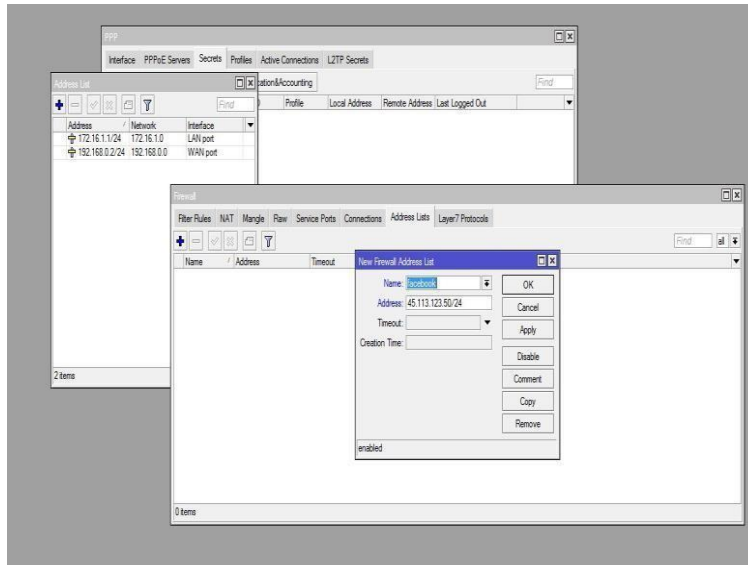 PPP
Interface PPPoE Servers Secrets Profiles Active Connections L2TP Secrets
Find
Profile Local Address Remote Address Last Logged Out
Address List
Find
Address Network Interface
172.16.1.1/24 172.16.1.0 LAN port
192.168.0.2/24 192.168.0.0 WAN port
2 items
Firewall
Filter Rules NAT Mangle Raw Service Ports Connections Address Lists Layer7 Protocols
Find all
Name Address Timeout
0 items
New Firewall Address List
Name: facebook
Address: 45.113.123.50/24
Timeout:
Creation Time:
OK
Cancel
Apply
Disable
Comment
Copy
Remove
enabled